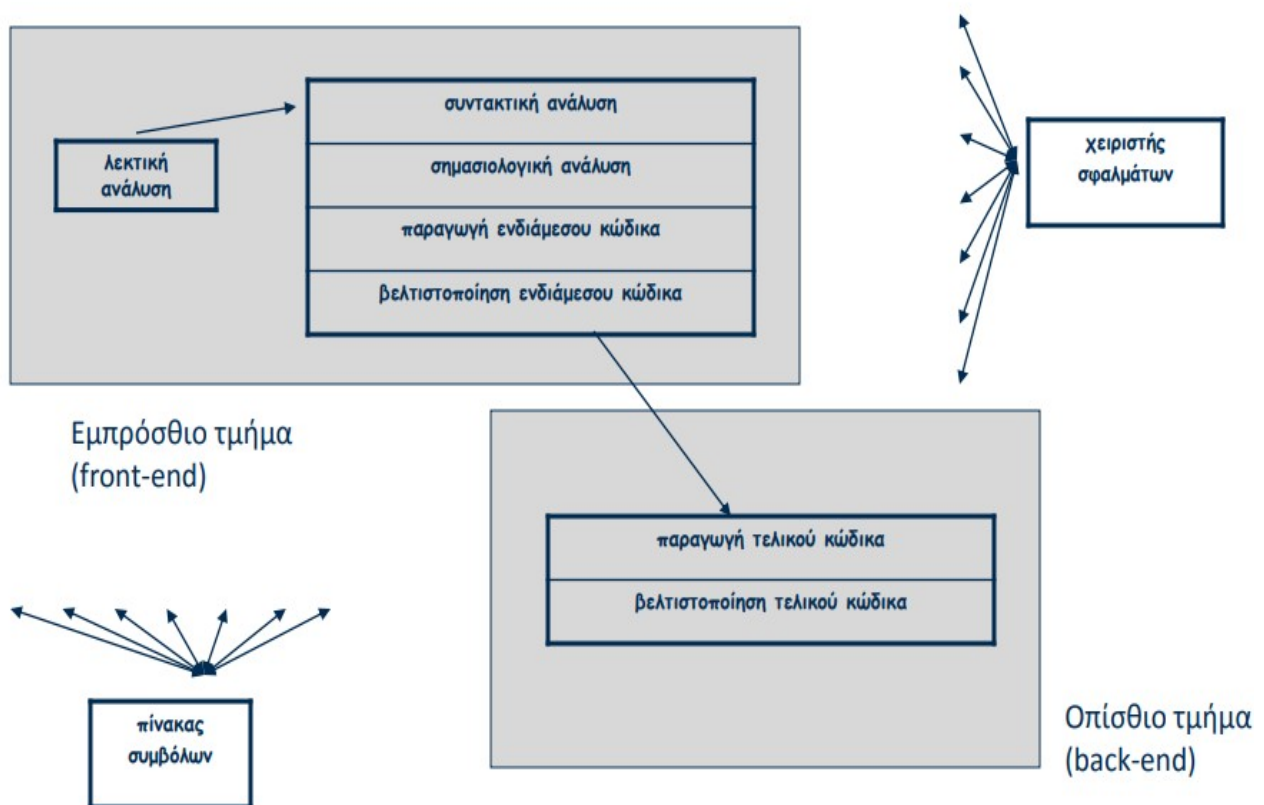 συντακτική ανάλυση
λεκτική
ανάλυση
σημασιολογική ανάλυση
παραγωγή ενδιάμεσου κώδικα
βελτιστοποίηση ενδιάμεσου κώδικα
χειριστής
σφαλμάτων
Εμπρόσθιο τμήμα
(front-end)
παραγωγή τελικού κώδικα
βελτιστοποίηση τελικού κώδικα
πίνακας
συμβόλων
Οπίσθιο τμήμα
(back-end)